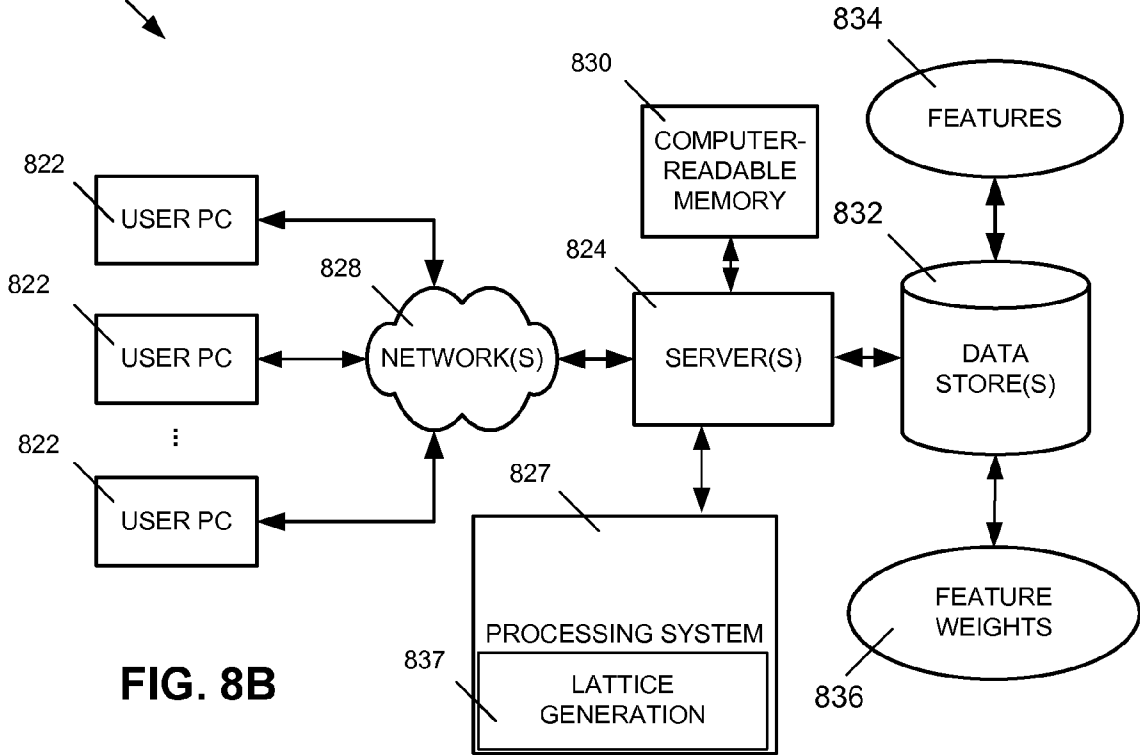 834
830
FEATURES
COMPUTER-
READABLE
MEMORY
822
USER PC
832
824
828
822
USER PC
NETWORK(S)
SERVER(S)
DATA
STORE(S)
...
822
USER PC
827
PROCESSING SYSTEM
FEATURE
WEIGHTS
837
LATTICE
GENERATION
836
FIG. 8B